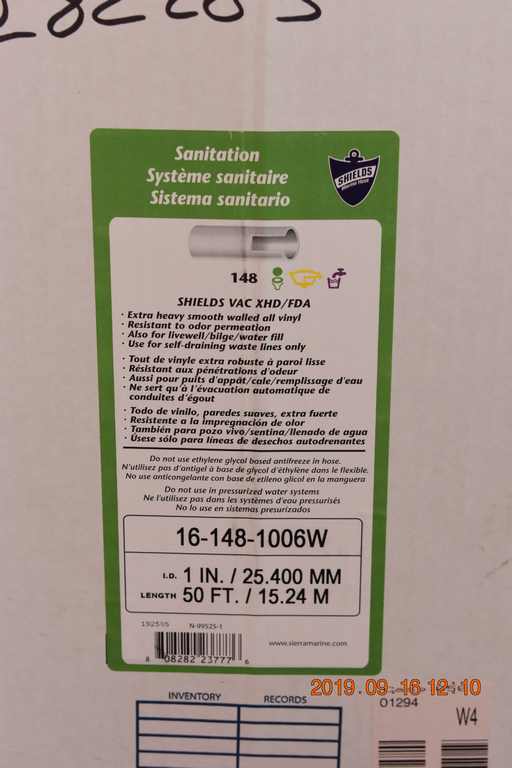 Sanitation
Système sanitaire
Sistema sanitario
SHIELDS
Marine Hose
148
SHIELDS VAC XHD/FDA
· Extra heavy smooth walled all vinyl
· Resistant to odor permeation
· Also for livewell/bilge/water fill
· Use for self-draining waste lines only
· Tout de vinyle extra robuste à paroi lisse
· Résistant aux pénétrations d'odeur
· Aussi pour puits d'appât/cale/remplissage d'eau
· Ne sert qu'à l'évacuation automatique de
conduites d'égout
· Todo de vinilo, paredes suaves, extra fuerte
· Resistente a la impregnación de olor
· También para pozo vivo/sentina/llenado de agua
· Úsese sólo para líneas de desechos autodrenantes
Do not use ethylene glycol based antifreeze in hose.
N'utilisez pas d'antigel à base de glycol d'éthylène dans le flexible.
No use anticongelante con base de etileno glicol en la manguera
Do not use in pressurized water systems
Ne l'utilisez pas dans les systèmes d'eau pressurisés
No lo use en sistemas presurizados
16-148-1006W
I.D. 1 IN. / 25.400 MM
LENGTH 50 FT. / 15.24 M
192505 N-99525-1
www.sierramarine.com
8 08282 23777 6
2019.09.16 12:10
INVENTORY RECORDS
01294
W4